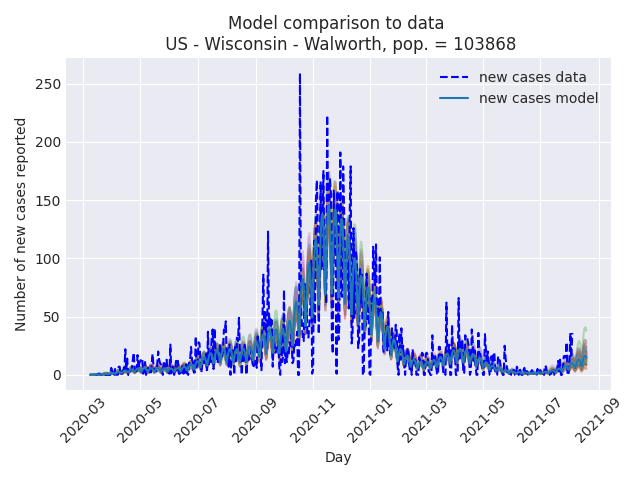 Model comparison to data
US - Wisconsin - Walworth, pop. = 103868
new cases data
new cases model
Number of new cases reported
250
200
150
100
50
0
2020-03
2020-05
2020-07
2020-09
2020-11
2021-01
2021-03
2021-05
2021-07
2021-09
Day